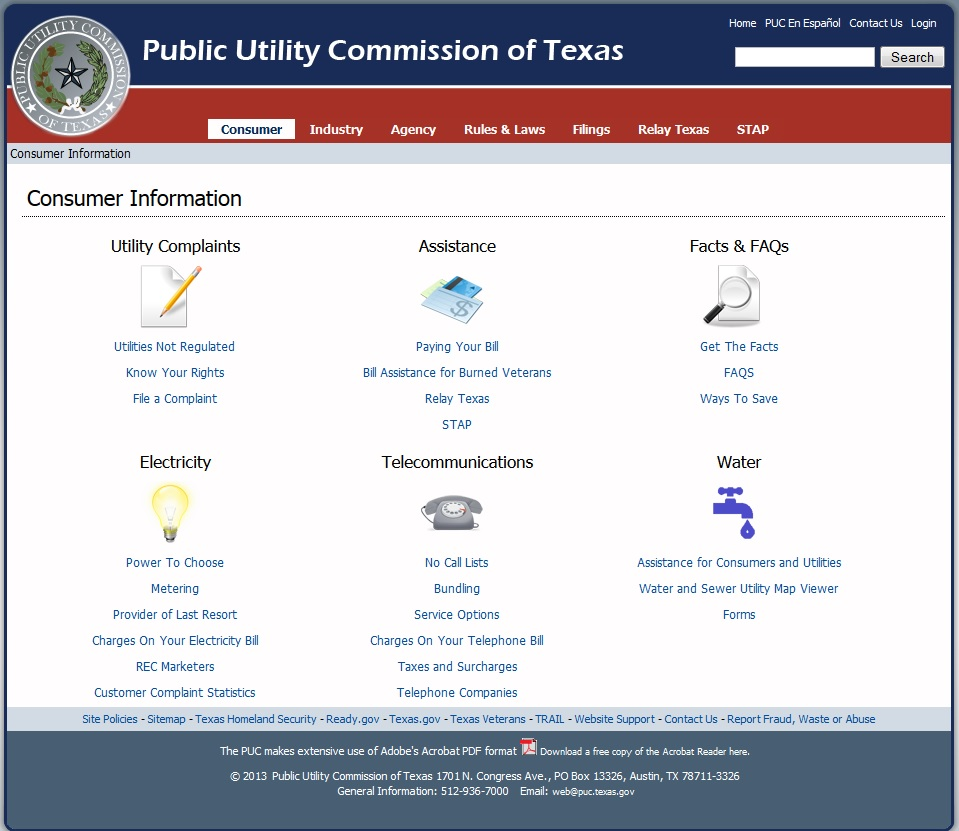 PUBLIC UTILITY COMMISSION
OF TEXAS
Home PUC En Español Contact Us Login
Public Utility Commission of Texas
Search
Consumer Industry Agency Rules & Laws Filings Relay Texas STAP
Consumer Information
Consumer Information
Utility Complaints Assistance Facts & FAQs
$
Utilities Not Regulated Paying Your Bill Get The Facts
Know Your Rights Bill Assistance for Burned Veterans FAQS
File a Complaint Relay Texas Ways To Save
STAP
Electricity Telecommunications Water
Power To Choose No Call Lists Assistance for Consumers and Utilities
Metering Bundling Water and Sewer Utility Map Viewer
Provider of Last Resort Service Options Forms
Charges On Your Electricity Bill Charges On Your Telephone Bill
REC Marketers Taxes and Surcharges
Customer Complaint Statistics Telephone Companies
Site Policies - Sitemap - Texas Homeland Security - Ready.gov - Texas.gov - Texas Veterans - TRAIL - Website Support - Contact Us - Report Fraud, Waste or Abuse
The PUC makes extensive use of Adobe's Acrobat PDF format Download a free copy of the Acrobat Reader here.
© 2013 Public Utility Commission of Texas 1701 N. Congress Ave., PO Box 13326, Austin, TX 78711-3326
General Information: 512-936-7000 Email: web@puc.texas.gov